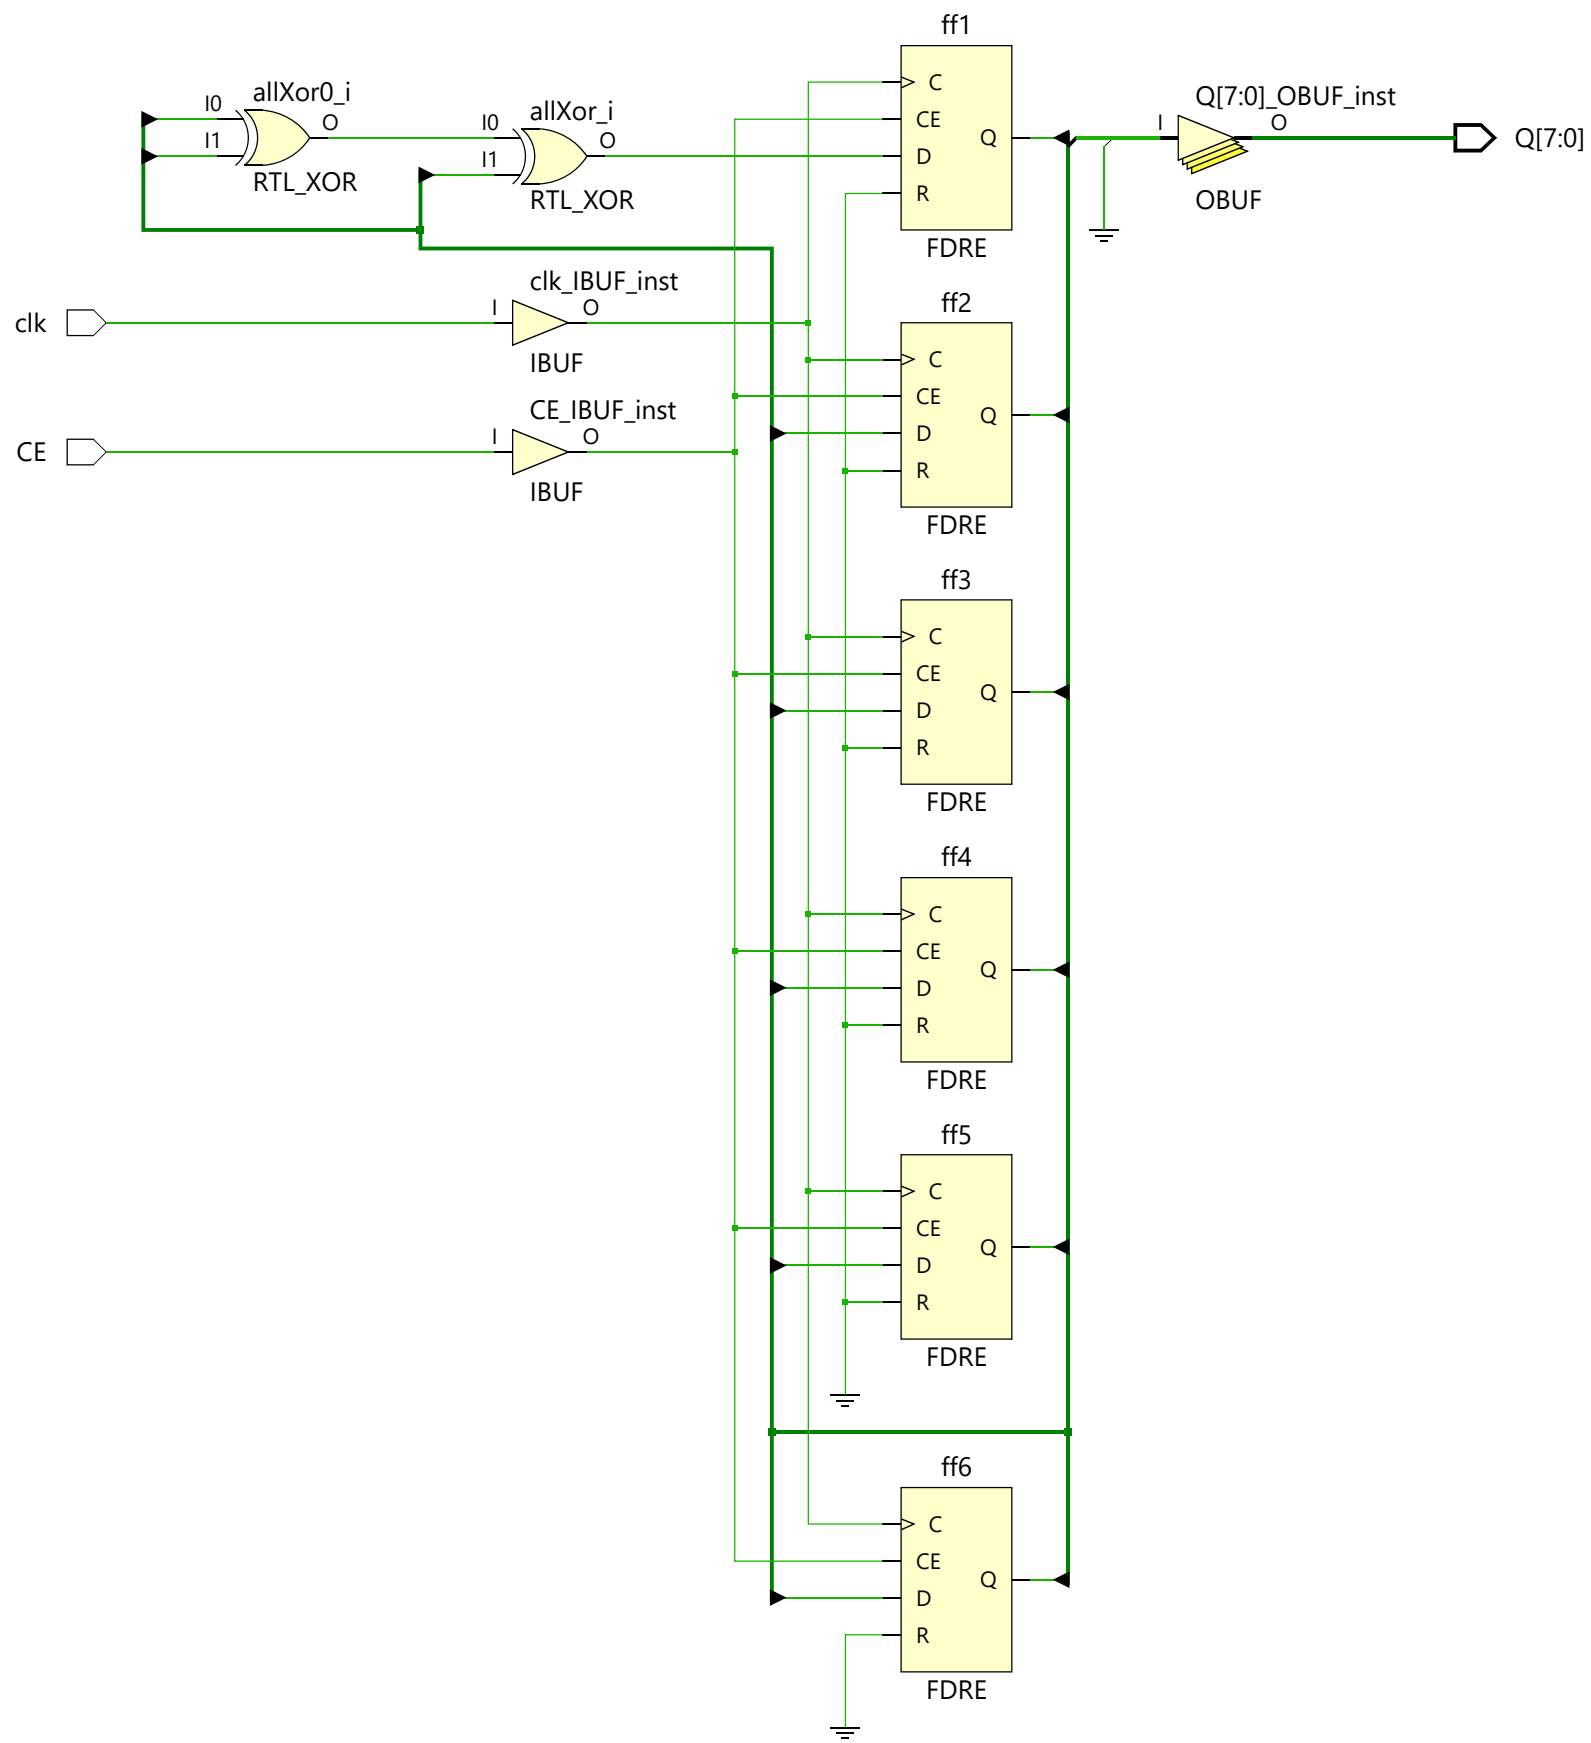 ff1
C
CE
D
R
Q
FDRE
allXor0_i
I0
I1
O
RTL_XOR
allXor_i
I0
I1
O
RTL_XOR
Q[7:0]_OBUF_inst
I
O
OBUF
Q[7:0]
clk
clk_IBUF_inst
I
O
IBUF
CE
CE_IBUF_inst
I
O
IBUF
ff2
C
CE
D
R
Q
FDRE
ff3
C
CE
D
R
Q
FDRE
ff4
C
CE
D
R
Q
FDRE
ff5
C
CE
D
R
Q
FDRE
ff6
C
CE
D
R
Q
FDRE